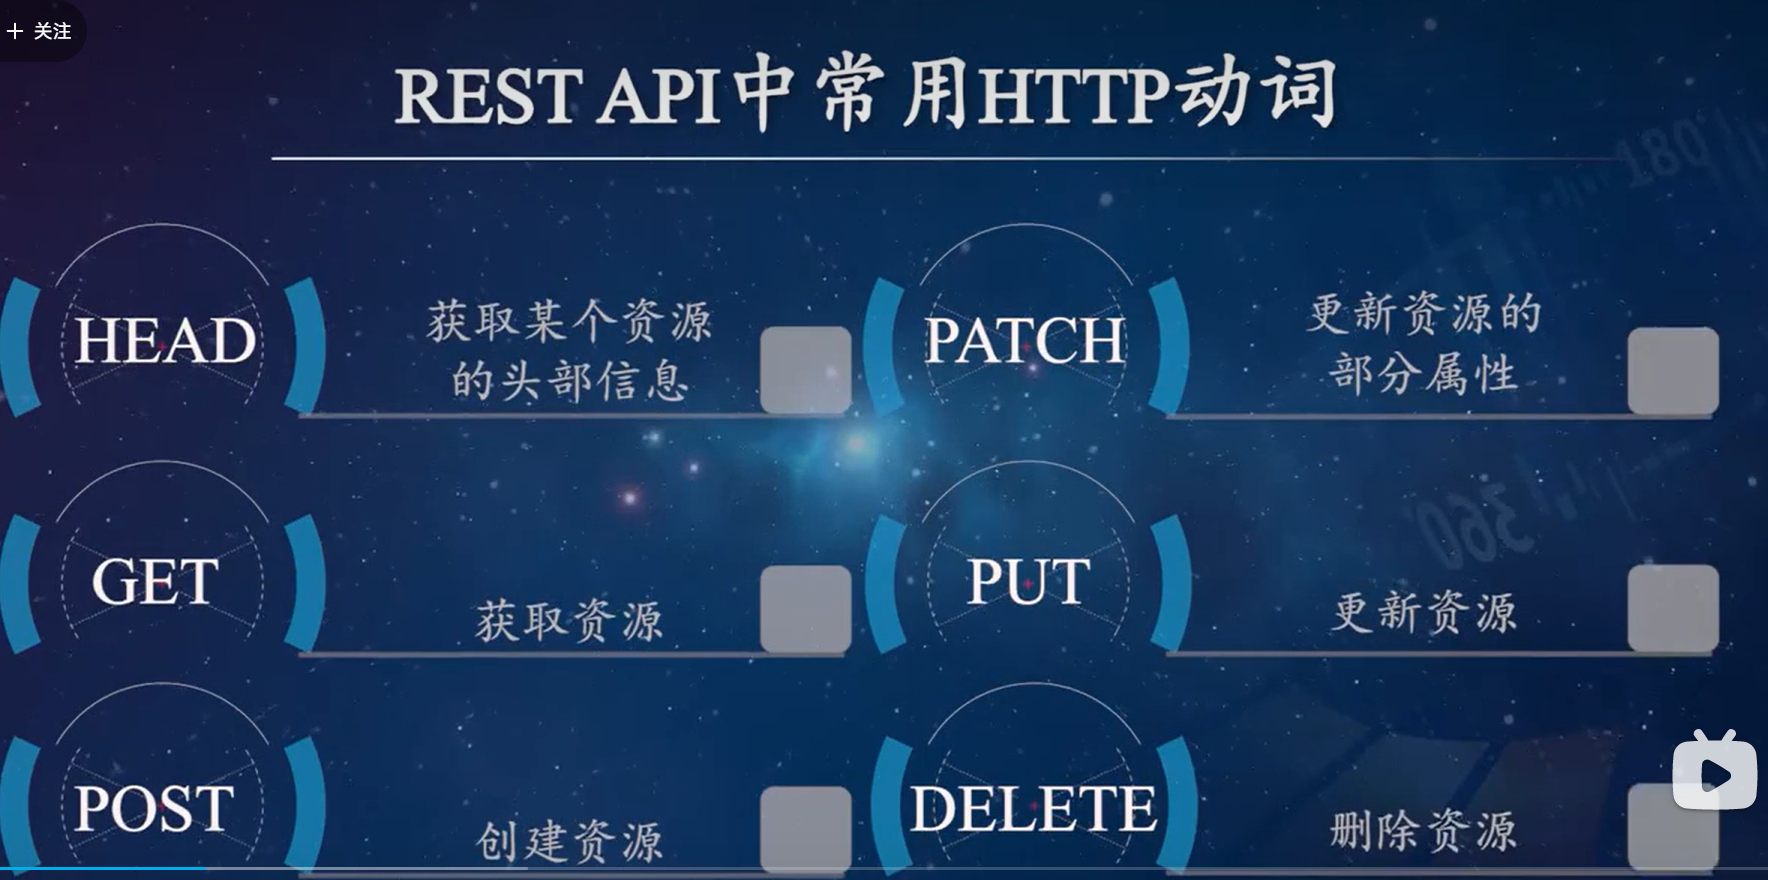 + 关注
REST API中常用HTTP动词
HEAD
获取某个资源
的头部信息
PATCH
更新资源的
部分属性
GET
获取资源
PUT
更新资源
POST
创建资源
DELETE
删除资源
180
360